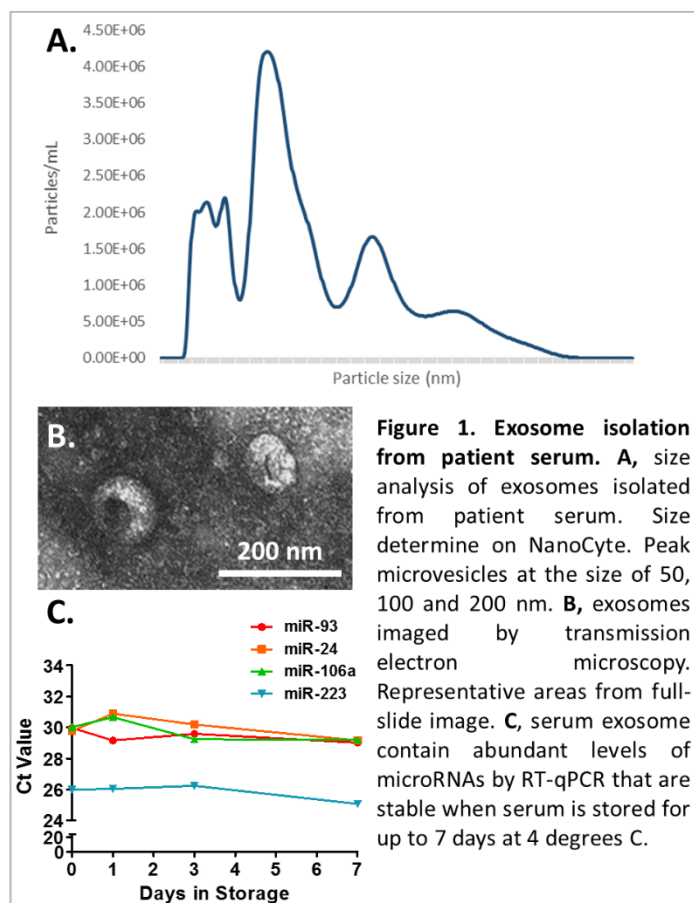 A.
4.50E+06
4.00E+06
3.50E+06
3.00E+06
2.50E+06
2.00E+06
1.50E+06
1.00E+06
5.00E+05
0.00E+00
Particles/mL
Particle size (nm)
B.
200 nm
C.
miR-93
miR-24
miR-106a
miR-223
34
32
30
28
26
24
20
0
Ct Value
0 1 2 3 4 5 6 7
Days in Storage
Figure 1. Exosome isolation
from patient serum. A, size
analysis of exosomes isolated
from patient serum. Size
determine on NanoCyte. Peak
microvesicles at the size of 50,
100 and 200 nm. B, exosomes
imaged by transmission
electron microscopy.
Representative areas from full-
slide image. C, serum exosome
contain abundant levels of
microRNAs by RT-qPCR that are
stable when serum is stored for
up to 7 days at 4 degrees C.